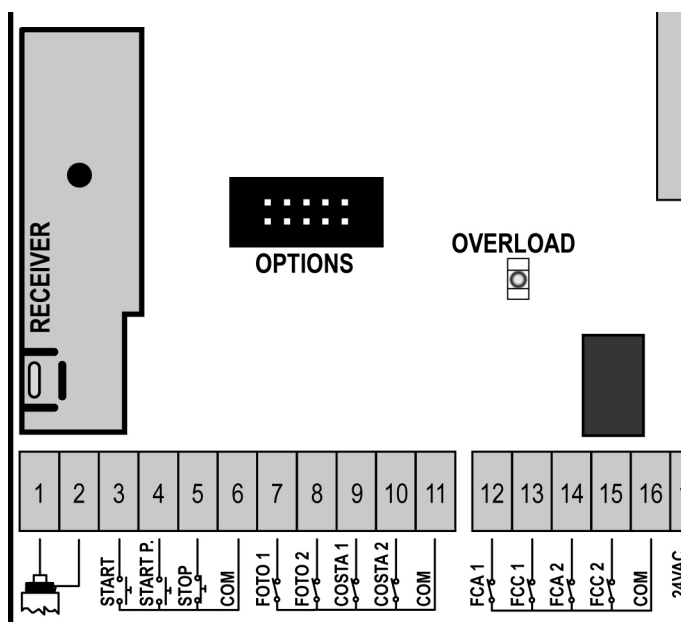 RECEIVER
OPTIONS
OVERLOAD
1 2 3 4 5 6 7 8 9 10 11 12 13 14 15 16
START START P. STOP COM FOTO 1 FOTO 2 COSTA 1 COSTA 2 COM FCA 1 FCC 1 FCA 2 FCC 2 COM 24VAC